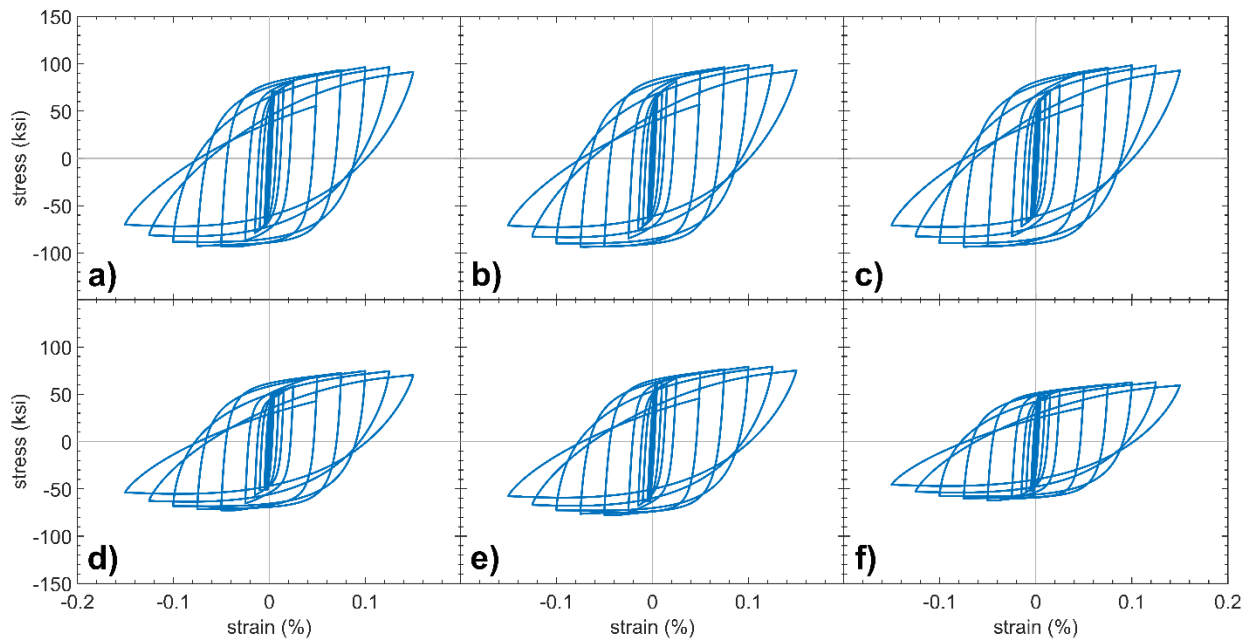 150
100
50
0
-50
-100
stress (ksi)
a)
b)
c)
100
50
0
-50
-100
-150
stress (ksi)
d)
e)
f)
-0.2 -0.1 0 0.1 -0.1 0 0.1 -0.1 0 0.1 0.2
strain (%) strain (%) strain (%)